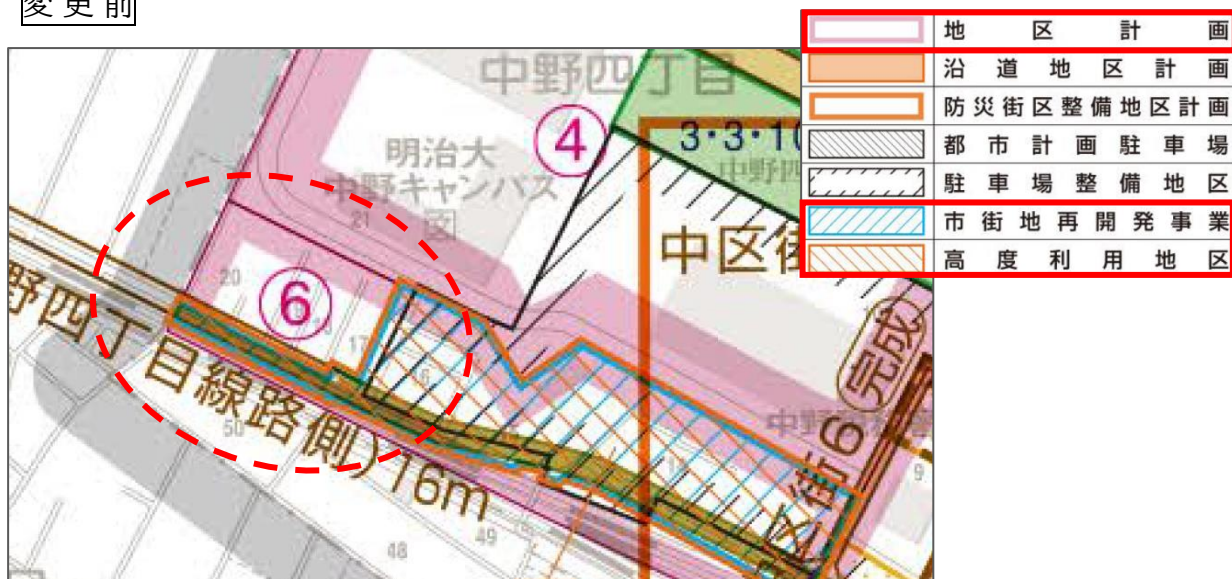 変更前
地区計画
沿道地区計画
防災街区整備地区計画
都市計画駐車場
駐車場整備地区
市街地再開発事業
高度利用地区
中野四丁目
④
3・3・10
明治大
中野キャンパス
21
中区街
20
⑥
17
16
完成
野四丁目線路側)16m
50
区街6
9
49
48